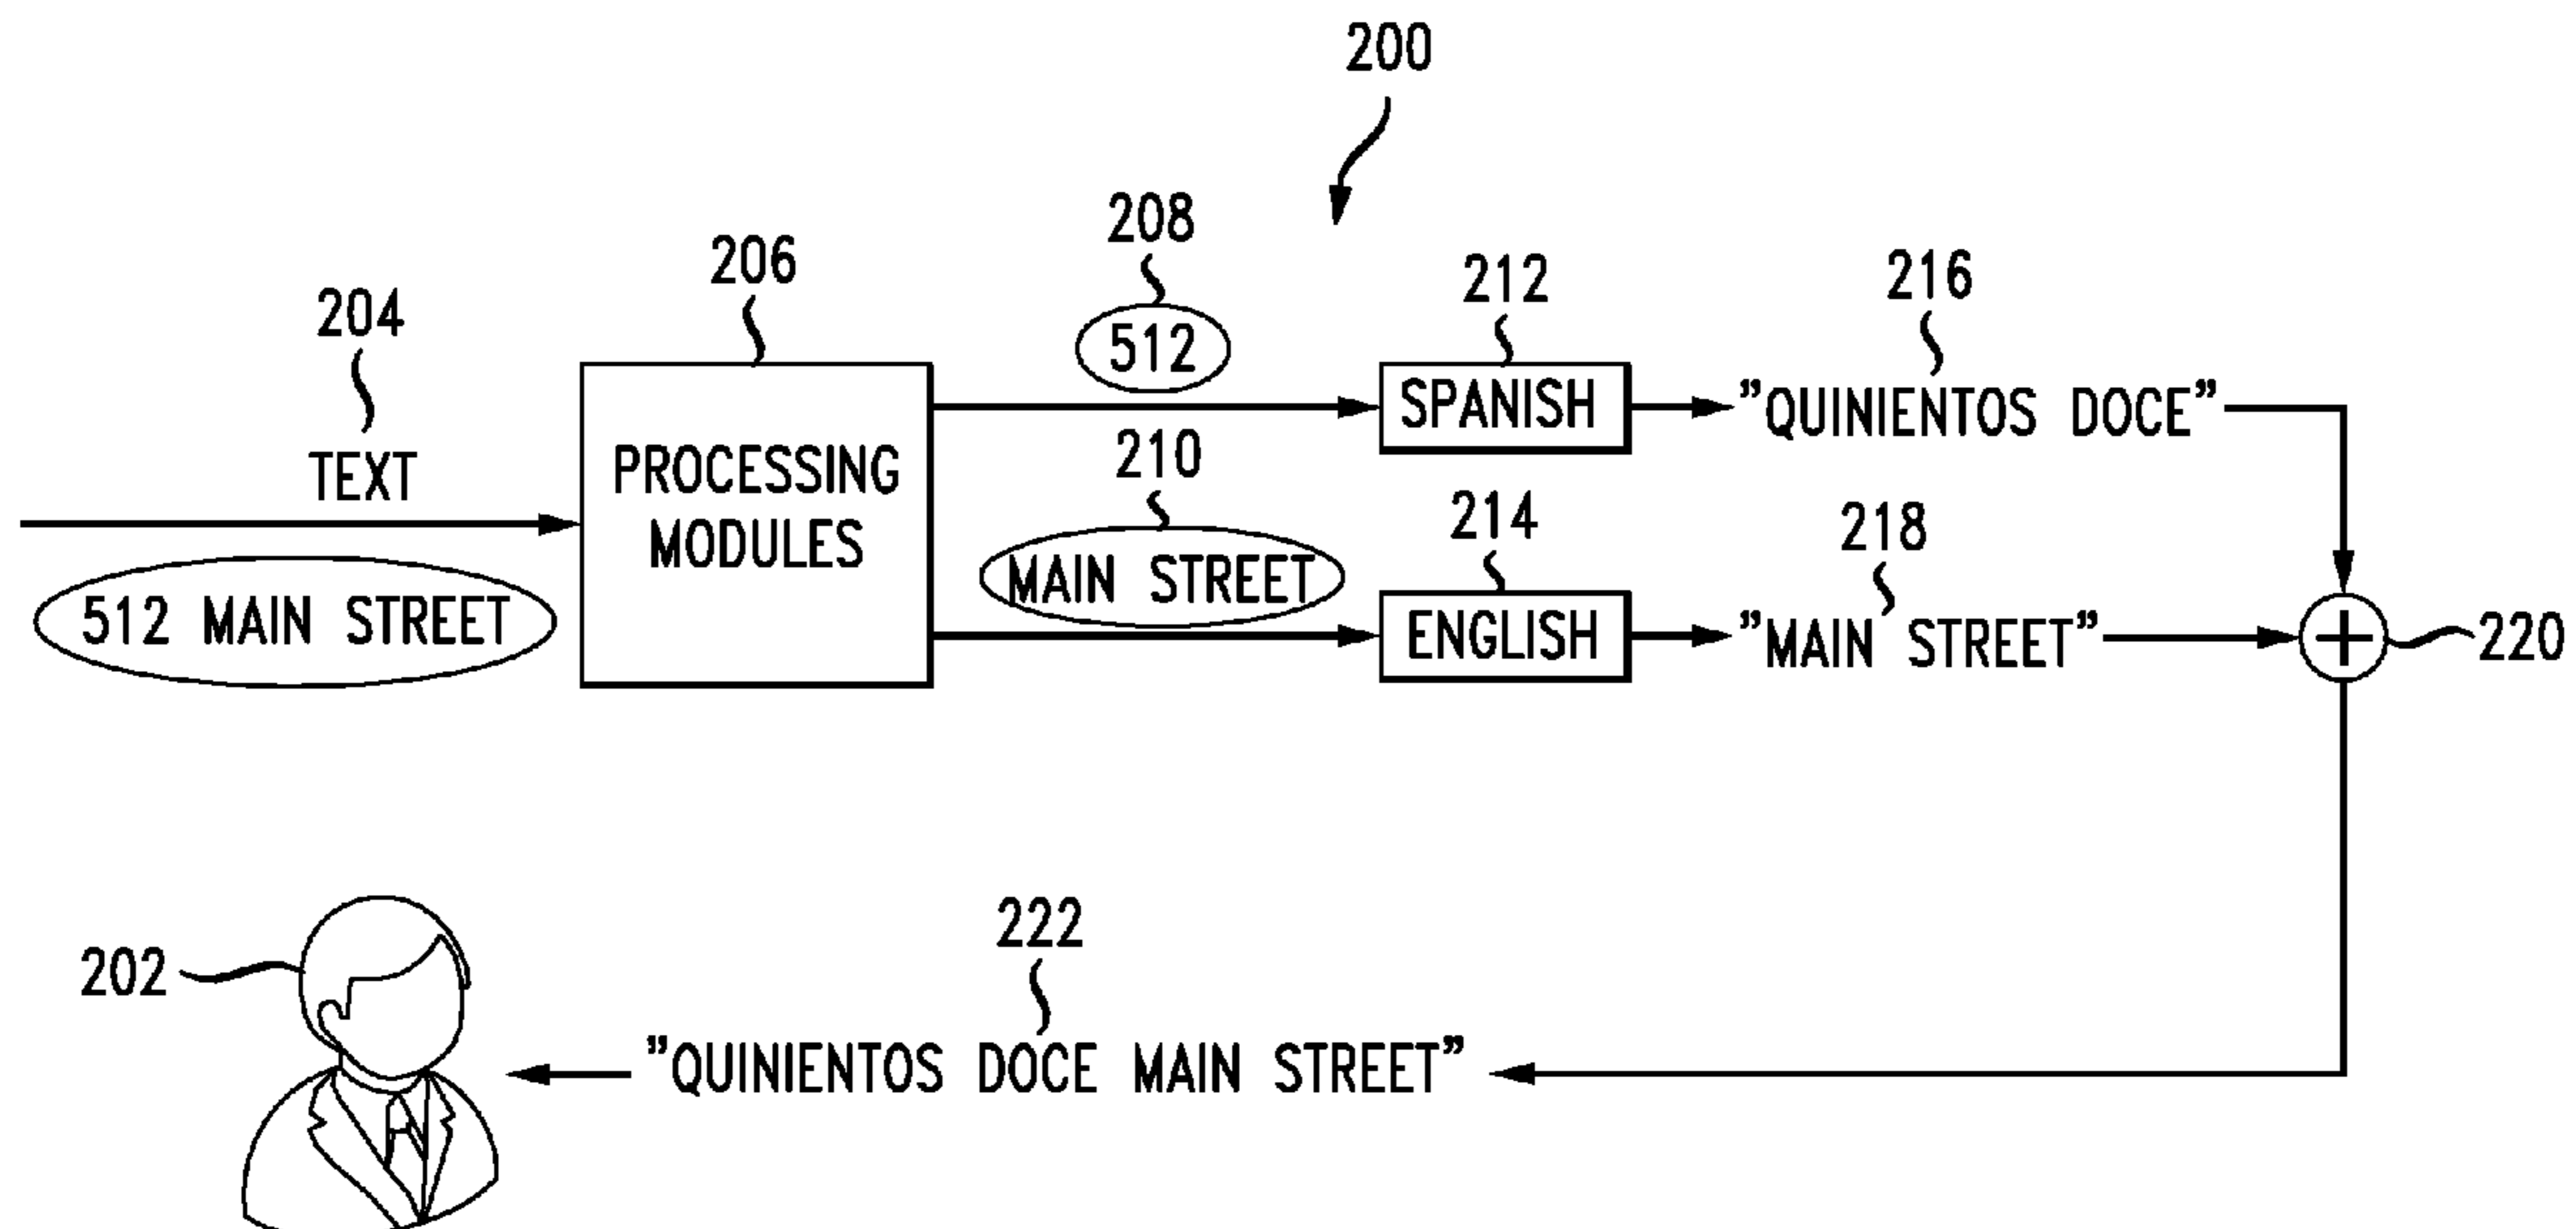 200
208
206
212
216
204
512
SPANISH
”QUINIENTOS DOCE”
TEXT
PROCESSING
MODULES
210
214
218
512 MAIN STREET
MAIN STREET
ENGLISH
”MAIN STREET”
220
222
202
”QUINIENTOS DOCE MAIN STREET”